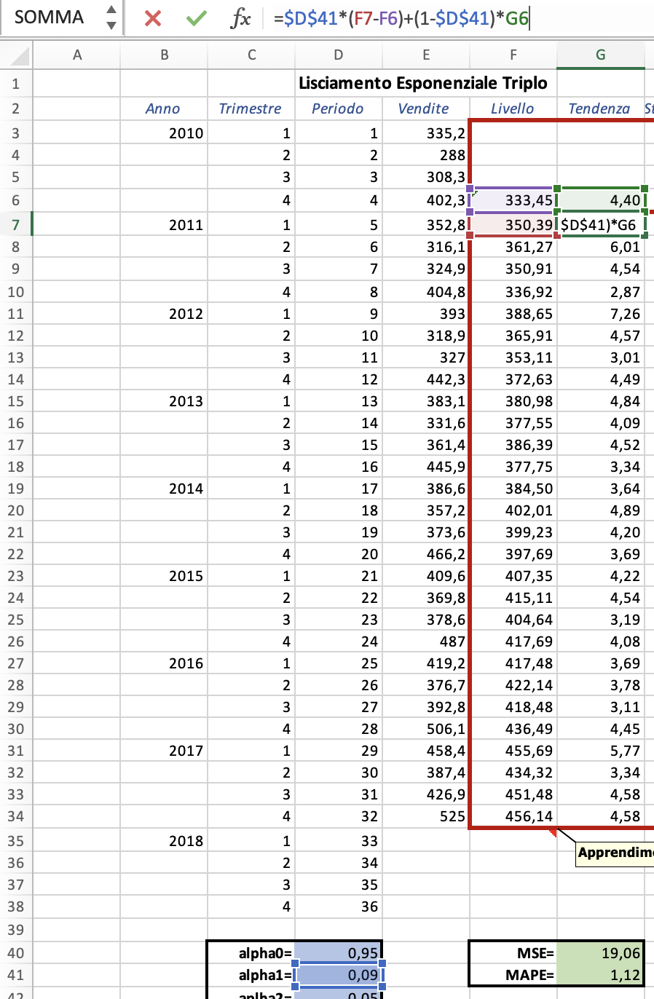 SOMMA fx =$D$41*(F7-F6)+(1-$D$41)*G6
A B C D E F G
1 Lisciamento Esponenziale Triplo
2 Anno Trimestre Periodo Vendite Livello Tendenza St
3 2010 1 1 335,2
4 2 2 288
5 3 3 308,3
6 4 4 402,3 333,45 4,40
7 2011 1 5 352,8 350,39 $D$41)*G6
8 2 6 316,1 361,27 6,01
9 3 7 324,9 350,91 4,54
10 4 8 404,8 336,92 2,87
11 2012 1 9 393 388,65 7,26
12 2 10 318,9 365,91 4,57
13 3 11 327 353,11 3,01
14 4 12 442,3 372,63 4,49
15 2013 1 13 383,1 380,98 4,84
16 2 14 331,6 377,55 4,09
17 3 15 361,4 386,39 4,52
18 4 16 445,9 377,75 3,34
19 2014 1 17 386,6 384,50 3,64
20 2 18 357,2 402,01 4,89
21 3 19 373,6 399,23 4,20
22 4 20 466,2 397,69 3,69
23 2015 1 21 409,6 407,35 4,22
24 2 22 369,8 415,11 4,54
25 3 23 378,6 404,64 3,19
26 4 24 487 417,69 4,08
27 2016 1 25 419,2 417,48 3,69
28 2 26 376,7 422,14 3,78
29 3 27 392,8 418,48 3,11
30 4 28 506,1 436,49 4,45
31 2017 1 29 458,4 455,69 5,77
32 2 30 387,4 434,32 3,34
33 3 31 426,9 451,48 4,58
34 4 32 525 456,14 4,58
35 2018 1 33
Apprendim
36 2 34
37 3 35
38 4 36
39
40 alpha0= 0,95 MSE= 19,06
41 alpha1= 0,09 MAPE= 1,12
42 aplha2= 0,05